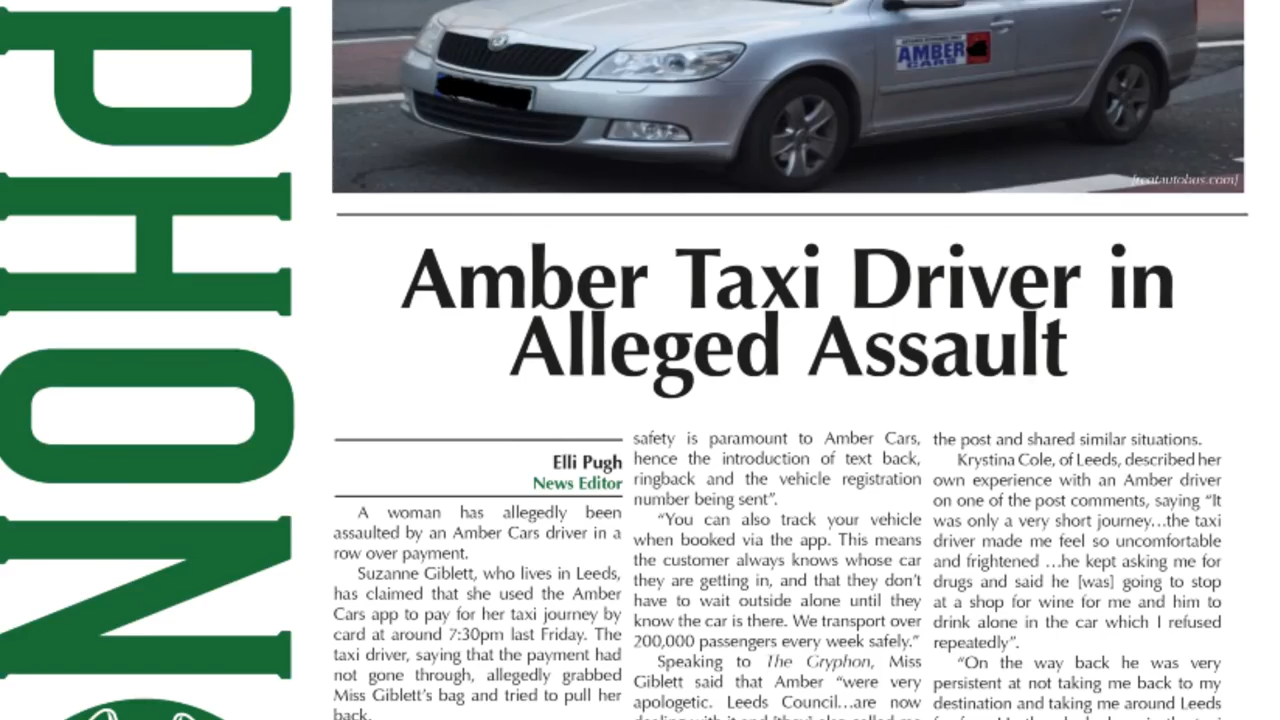 PHON
AMBER
CARS
[focatautobus.com]
Amber Taxi Driver in
Alleged Assault
Elli Pugh
News Editor
A woman has allegedly been
assaulted by an Amber Cars driver in a
row over payment.
Suzanne Giblett, who lives in Leeds,
has claimed that she used the Amber
Cars app to pay for her taxi journey by
card at around 7:30pm last Friday. The
taxi driver, saying that the payment had
not gone through, allegedly grabbed
Miss Giblett's bag and tried to pull her
back.
safety is paramount to Amber Cars,
hence the introduction of text back,
ringback and the vehicle registration
number being sent".
"You can also track your vehicle
when booked via the app. This means
the customer always knows whose car
they are getting in, and that they don't
have to wait outside alone until they
know the car is there. We transport over
200,000 passengers every week safely."
Speaking to The Gryphon, Miss
Giblett said that Amber "were very
apologetic. Leeds Council…are now
dealing with it and [they] also called me
the post and shared similar situations.
Krystina Cole, of Leeds, described her
own experience with an Amber driver
on one of the post comments, saying "It
was only a very short journey…the taxi
driver made me feel so uncomfortable
and frightened …he kept asking me for
drugs and said he [was] going to stop
at a shop for wine for me and him to
drink alone in the car which I refused
repeatedly".
"On the way back he was very
persistent at not taking me back to my
destination and taking me around Leeds